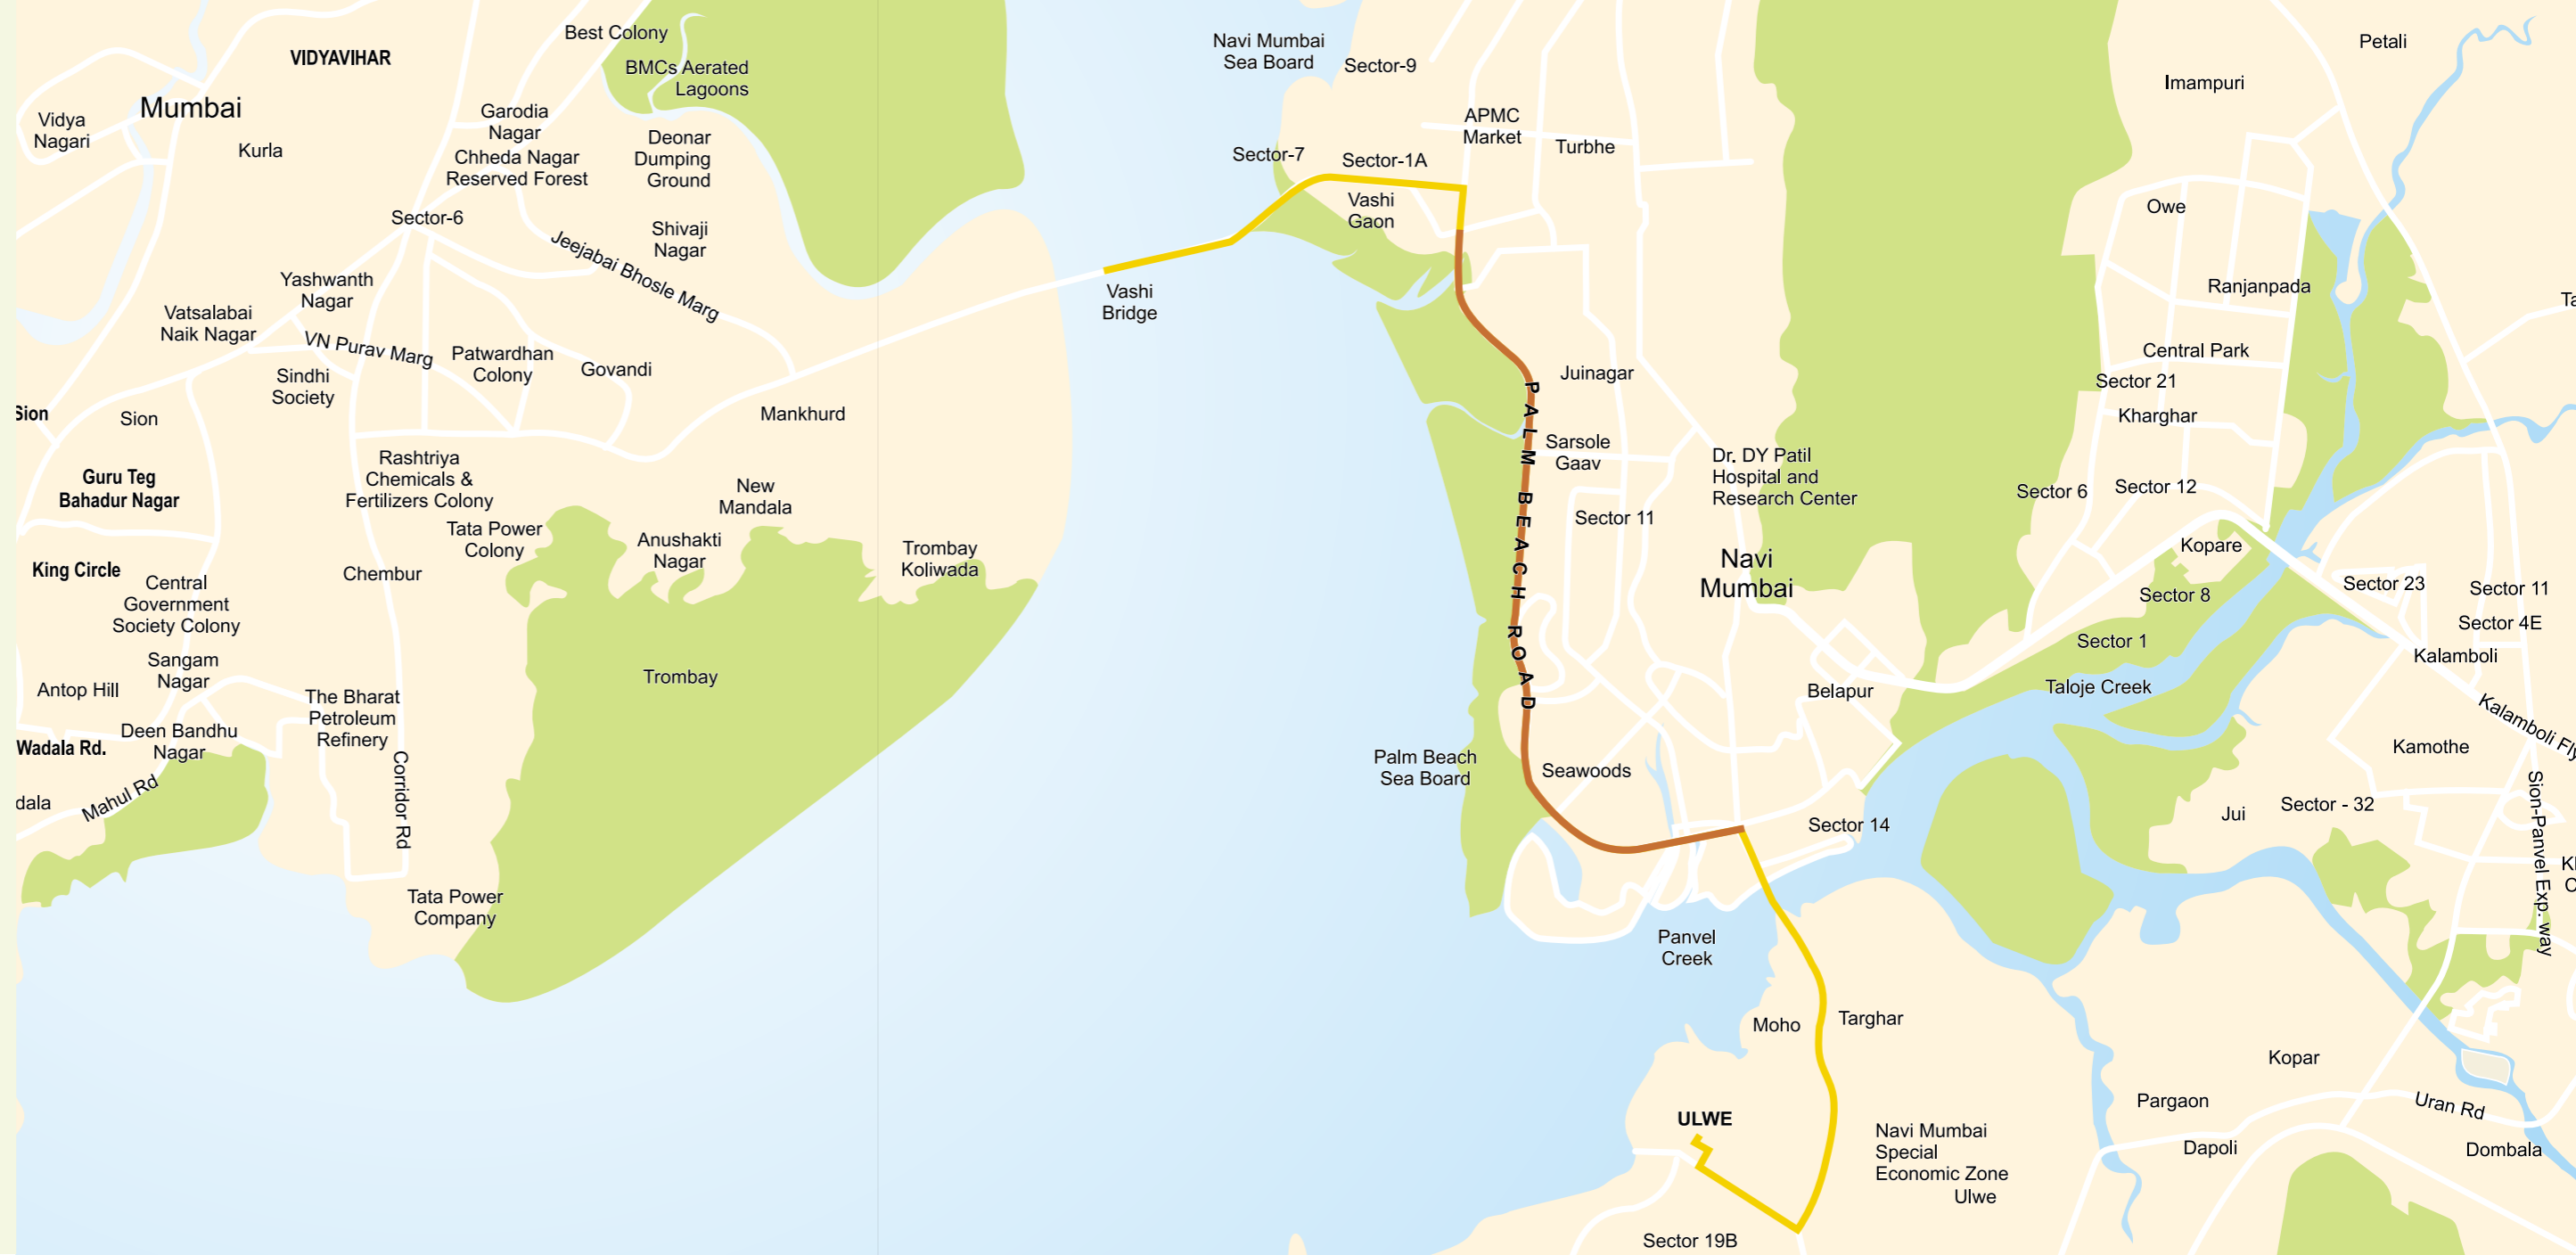 Best Colony
VIDYAVIHAR
BMCs Aerated
Lagoons
Mumbai
Vidya
Nagari
Kurla
Garodia
Nagar
Chheda Nagar
Reserved Forest
Deonar
Dumping
Ground
Sector-6
Shivaji
Nagar
Jeejabai Bhosle Marg
Yashwanth
Nagar
Vatsalabai
Naik Nagar
VN Purav Marg
Patwardhan
Colony
Govandi
Sindhi
Society
Sion
Sion
Mankhurd
Guru Teg
Bahadur Nagar
Rashtriya
Chemicals &
Fertilizers Colony
New
Mandala
Tata Power
Colony
Anushakti
Nagar
Trombay
Koliwada
King Circle
Chembur
Central
Government
Society Colony
Sangam
Nagar
Antop Hill
Trombay
The Bharat
Petroleum
Refinery
Deen Bandhu
Nagar
Wadala Rd.
Corridor Rd
Mahul Rd
dala
Tata Power
Company
Navi Mumbai
Sea Board
Sector-9
APMC
Market
Turbhe
Sector-7
Sector-1A
Vashi
Gaon
Vashi
Bridge
PALM BEACH ROAD
Juinagar
Sarsole
Gaav
Sector 11
Dr. DY Patil
Hospital and
Research Center
Navi
Mumbai
Belapur
Palm Beach
Sea Board
Seawoods
Sector 14
Panvel
Creek
Moho
Targhar
ULWE
Navi Mumbai
Special
Economic Zone
Ulwe
Sector 19B
Petali
Imampuri
Owe
Ranjanpada
Ta
Central Park
Sector 21
Kharghar
Sector 6
Sector 12
Kopare
Sector 8
Sector 1
Taloje Creek
Sector 23
Sector 11
Sector 4E
Kalamboli
Kalamboli Fly
Kamothe
Sion-Panvel Exp. way
Sector - 32
Jui
Kopar
Pargaon
Uran Rd
Dapoli
Dombala